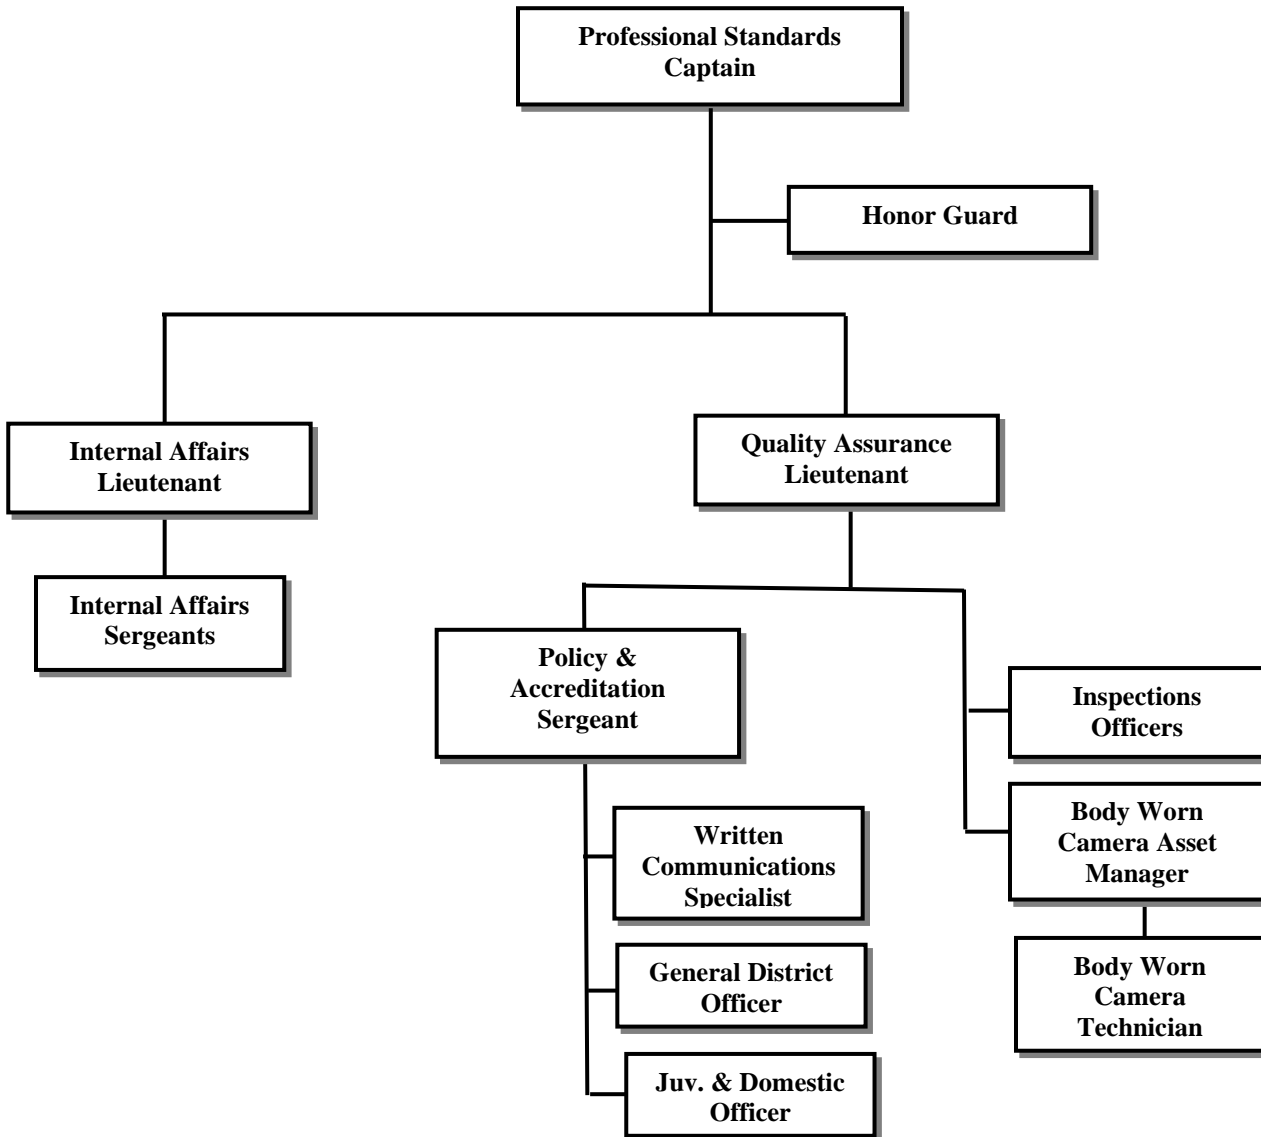 Professional Standards
Captain
Honor Guard
Internal Affairs
Lieutenant
Quality Assurance
Lieutenant
Internal Affairs
Sergeants
Policy &
Accreditation
Sergeant
Inspections
Officers
Written
Communications
Specialist
Body Worn
Camera Asset
Manager
General District
Officer
Body Worn
Camera
Technician
Juv. & Domestic
Officer